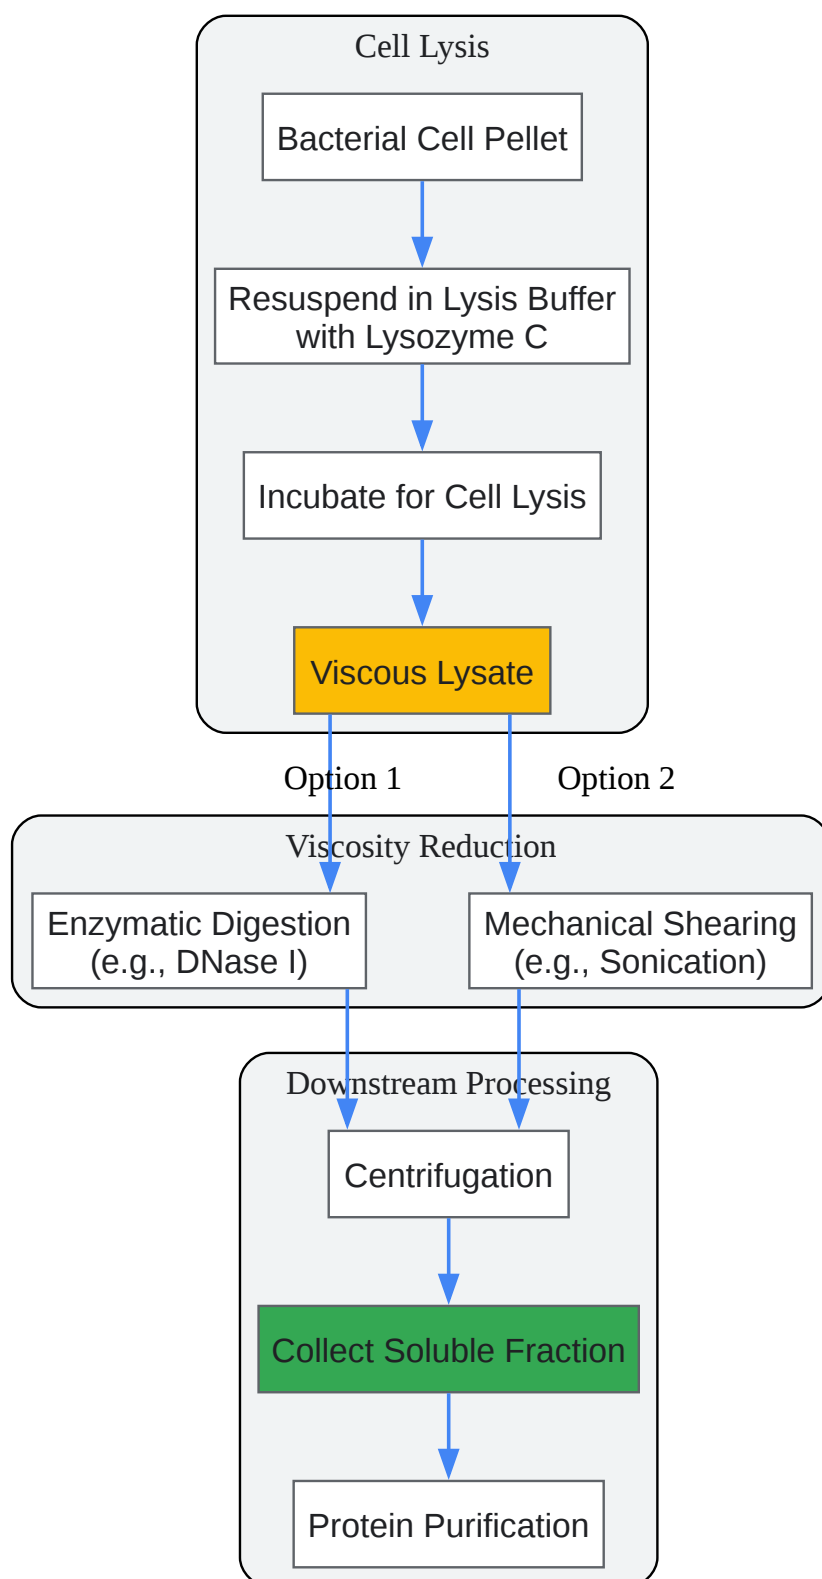 Cell Lysis
Bacterial Cell Pellet
Resuspend in Lysis Buffer
with Lysozyme C
Incubate for Cell Lysis
Viscous Lysate
Option 1
Option 2
Viscosity Reduction
Enzymatic Digestion
(e.g., DNase I)
Mechanical Shearing
(e.g., Sonication)
Downstream Processing
Centrifugation
Collect Soluble Fraction
Protein Purification